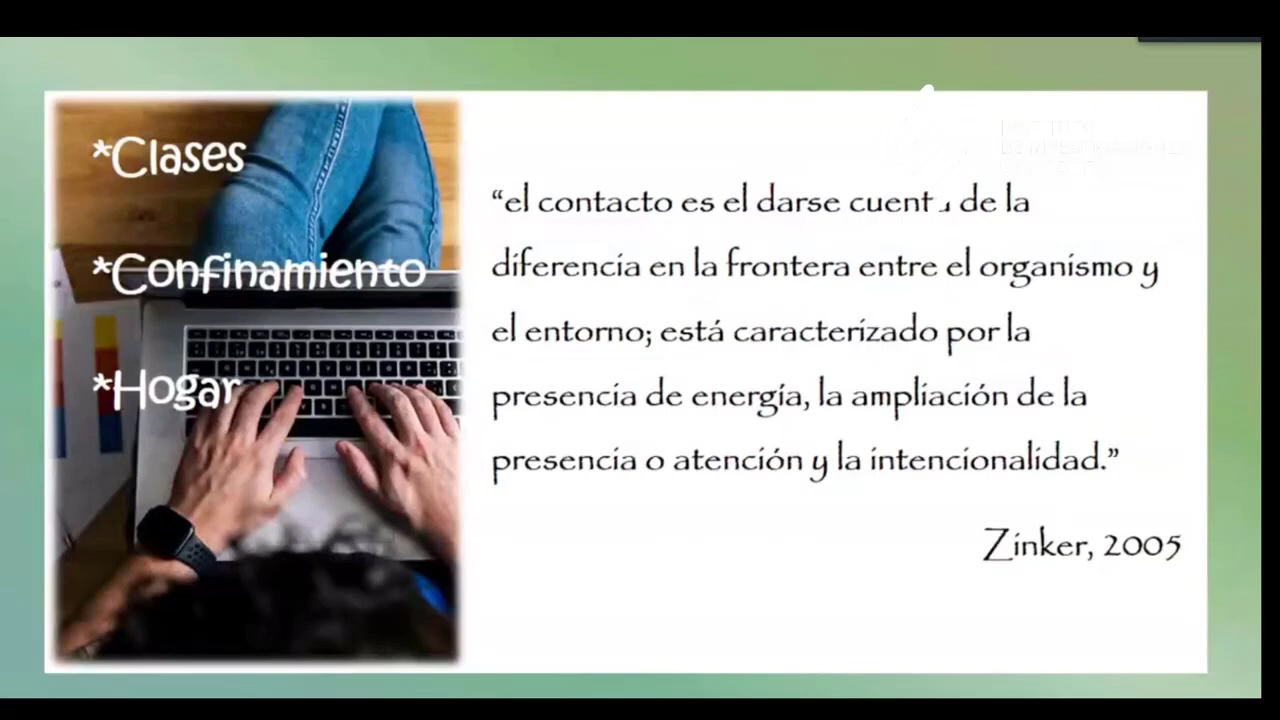 *Clases
*Confinamiento
*Hogar
“el contacto es el darse cuenta de la
diferencia en la frontera entre el organismo y
el entorno; está caracterizado por la
presencia de energía, la ampliación de la
presencia o atención y la intencionalidad.”
Zinker, 2005